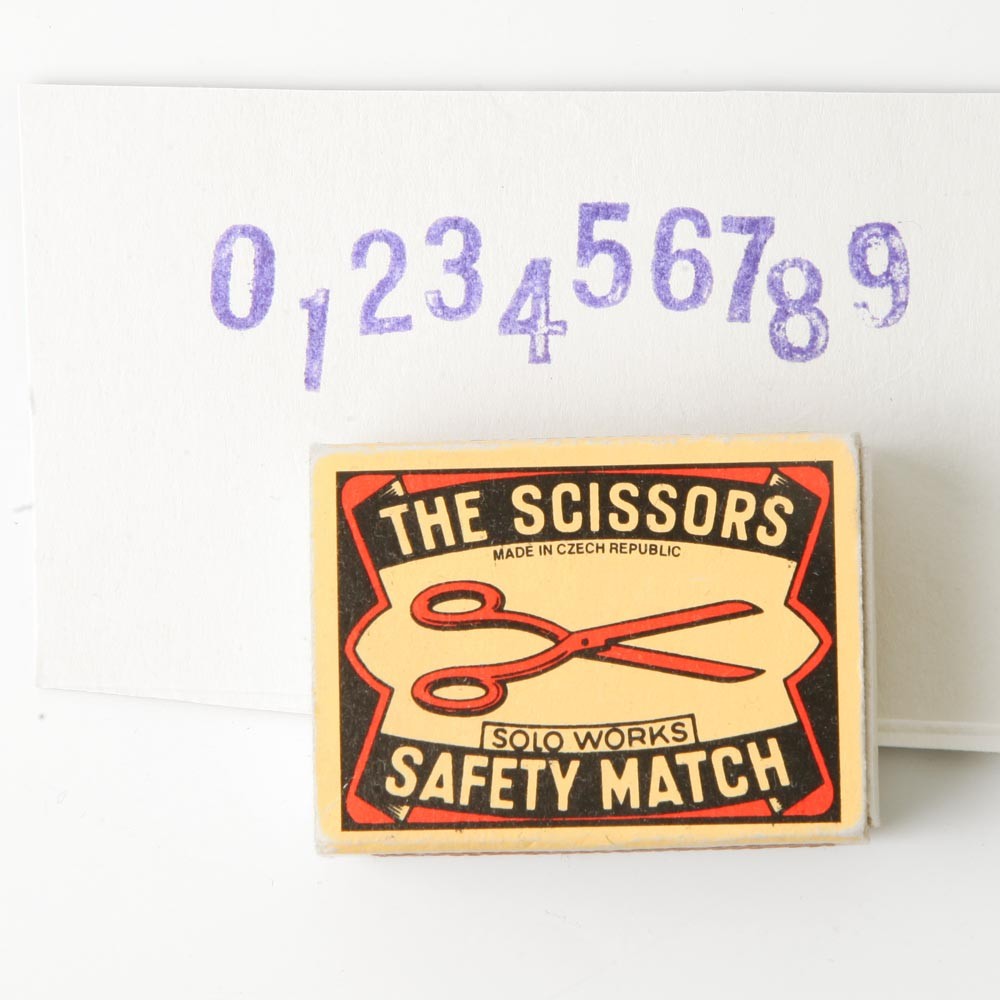 0123456789
THE SCISSORS
MADE IN CZECH REPUBLIC
SOLO WORKS
SAFETY MATCH